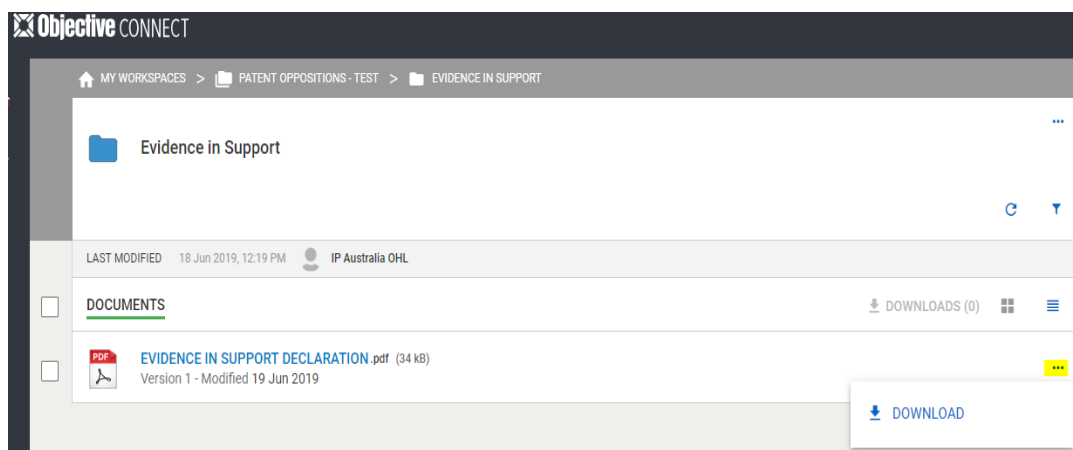 Objective CONNECT
MY WORKSPACES > PATENT OPPOSITIONS - TEST > EVIDENCE IN SUPPORT
...
Evidence in Support
LAST MODIFIED 18 Jun 2019, 12:19 PM IP Australia OHL
DOCUMENTS DOWNLOADS (0)
PDF EVIDENCE IN SUPPORT DECLARATION.pdf (34 kB)
...
Version 1 - Modified 19 Jun 2019
DOWNLOAD